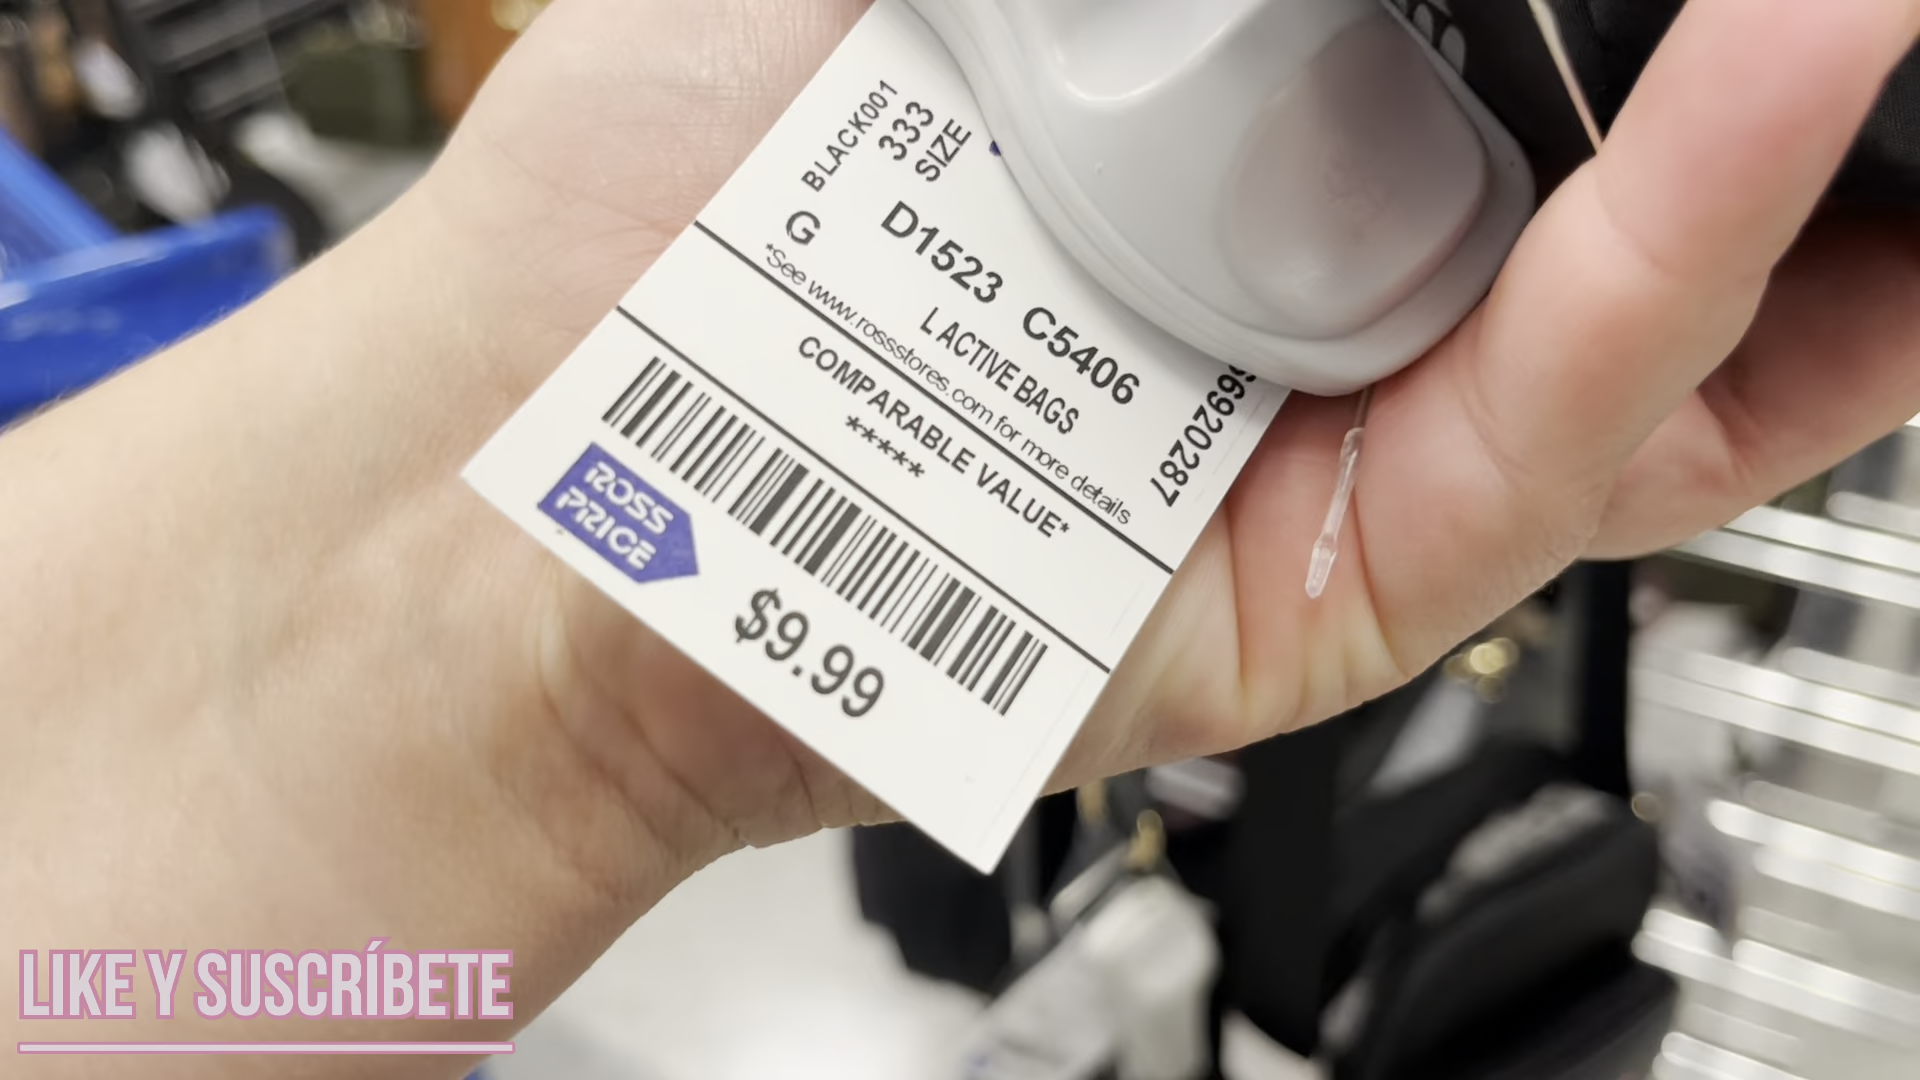 BLACK001
333
SIZE
G
D1523 C5406
L ACTIVE BAGS
*See www.rossstores.com for more details
6920287
COMPARABLE VALUE*
*****
ROSS
PRICE
$9.99
LIKE Y SUSCRÍBETE